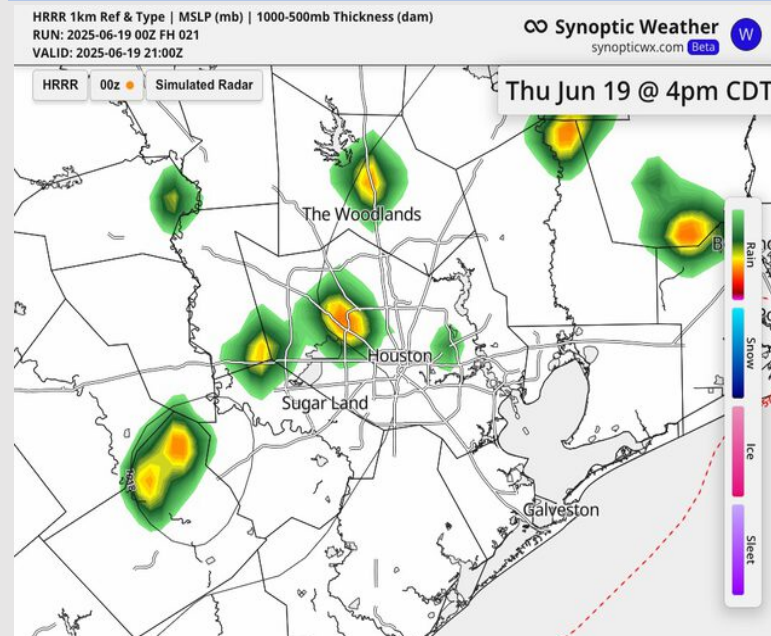 HRRR 1km Ref & Type | MSLP (mb) | 1000-500mb Thickness (dam)
RUN: 2025-06-19 00Z FH 021
VALID: 2025-06-19 21:00Z
Synoptic Weather
synopticwx.com Beta
W
HRRR
00z
Simulated Radar
Thu Jun 19 @ 4pm CDT
The Woodlands
B
Houston
Sugar Land
Galveston
Rain
Snow
Ice
Sleet